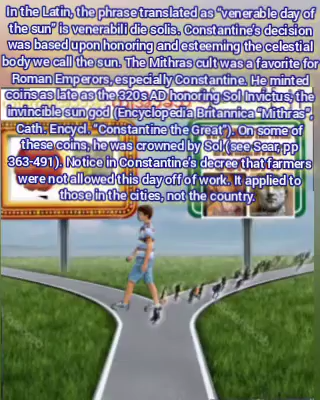 In the Latin, the phrase translated as "venerable day of
the sun" is venerabili die solis. Constantine's decision
was based upon honoring and esteeming the celestial
body we call the sun. The Mithras cult was a favorite for
Roman Emperors, especially Constantine. He minted
coins as late as the 320s AD honoring Sol Invictus, the
invincible sun god (Encyclopedia Britannica "Mithras",
Cath. Encycl. "Constantine the Great"). On some of
these coins, he was crowned by Sol (see Sear, pp
363-491). Notice in Constantine's decree that farmers
were not allowed this day off of work. It applied to
those in the cities, not the country.